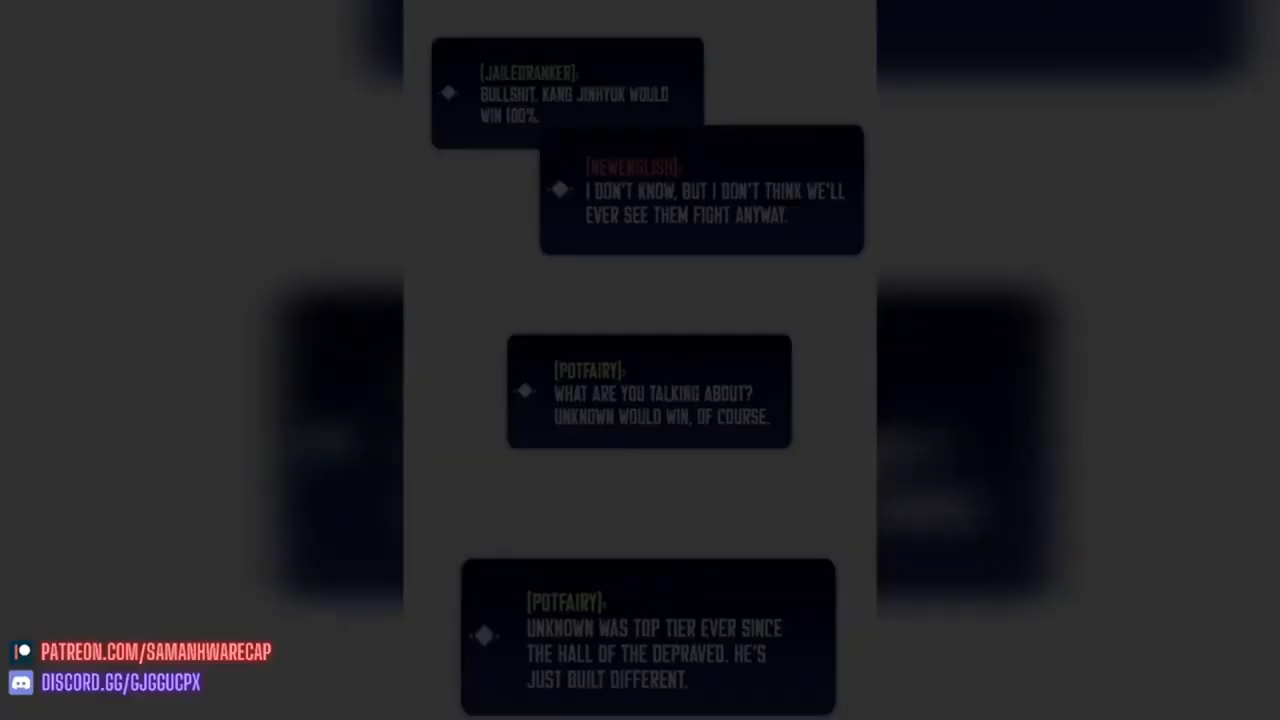 [JAILEDRANKER]:
BULLSHIT. KANG JINHYUK WOULD
WIN 100%.
[NEWENGLISH]:
I DON'T KNOW, BUT I DON'T THINK WE'LL
EVER SEE THEM FIGHT ANYWAY.
[POTFAIRY]:
WHAT ARE YOU TALKING ABOUT?
UNKNOWN WOULD WIN, OF COURSE.
[POTFAIRY]:
UNKNOWN WAS TOP TIER EVER SINCE
THE HALL OF THE DEPRAVED. HE'S
JUST BUILT DIFFERENT.
PATREON.COM/SAMANHWARECAP
DISCORD.GG/GJGGUCPX